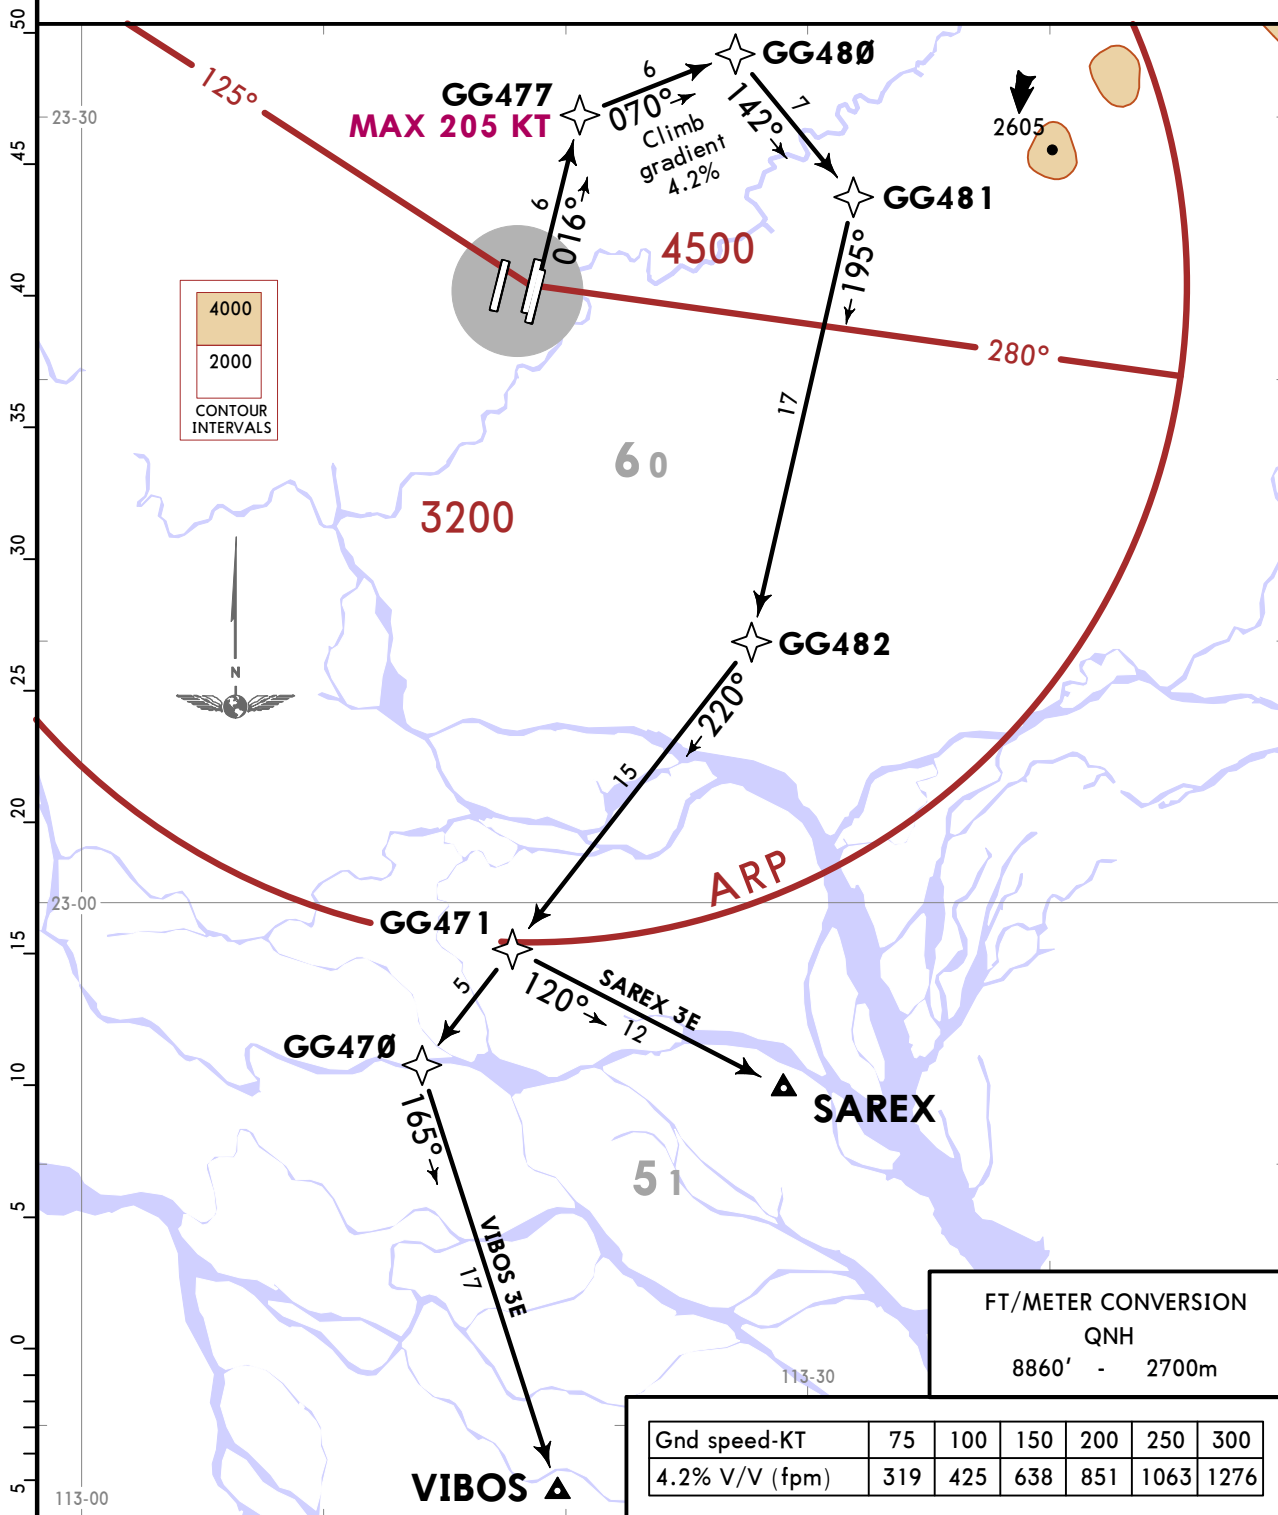 50
45
40
35
30
25
20
15
10
5
0
5
23-30
125°
GG477
MAX 205 KT
6
070°
Climb
gradient
4.2%
GG48Ø
7
142°
2605
6
016°
GG481
4500
195°
4000
2000
CONTOUR
INTERVALS
280°
17
60
3200
N
GG482
220°
15
ARP
23-00
GG471
5
120°
SAREX 3E
12
GG47Ø
SAREX
165°
51
VIBOS 3E
17
FT/METER CONVERSION
QNH
8860' - 2700m
113-30
Gnd speed-KT 75 100 150 200 250 300
4.2% V/V (fpm) 319 425 638 851 1063 1276
VIBOS
113-00